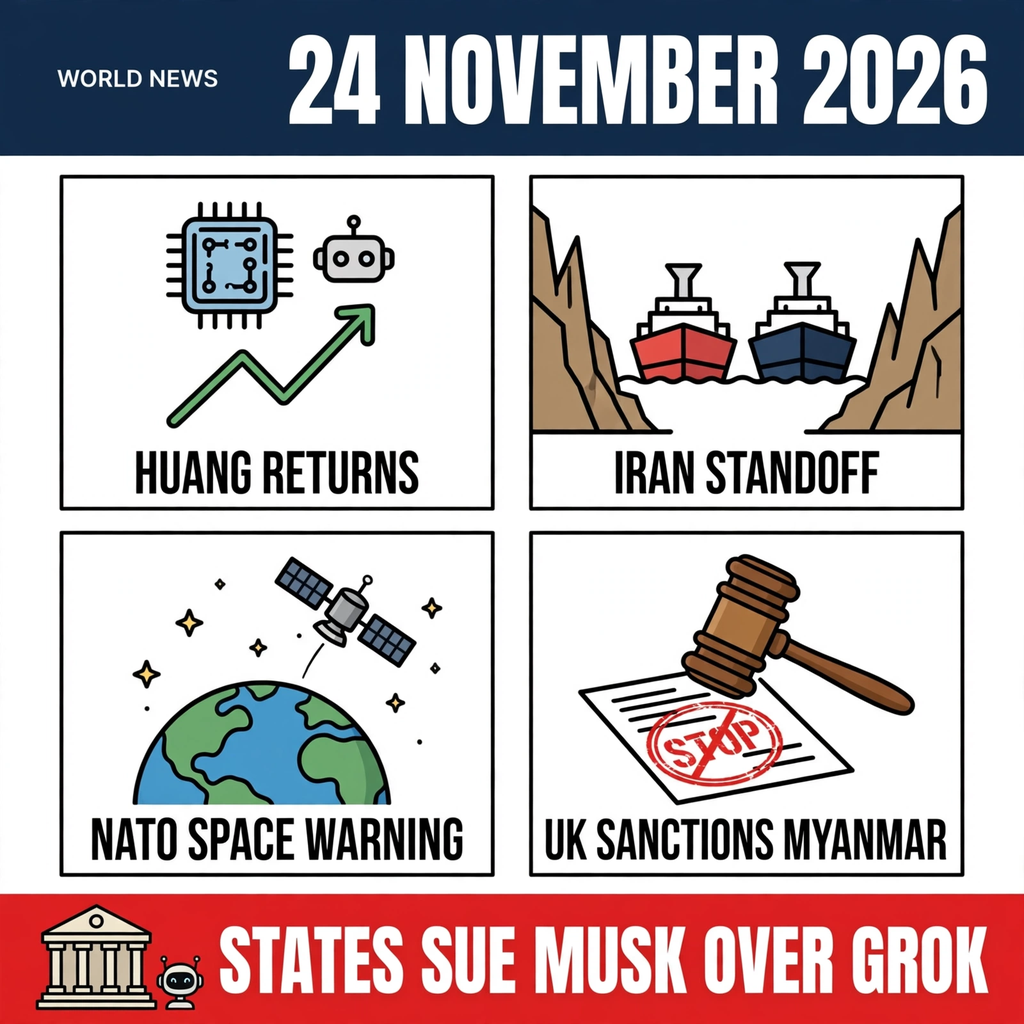 WORLD NEWS
24 NOVEMBER 2026
HUANG RETURNS
IRAN STANDOFF
NATO SPACE WARNING
STOP
UK SANCTIONS MYANMAR
STATES SUE MUSK OVER GROK